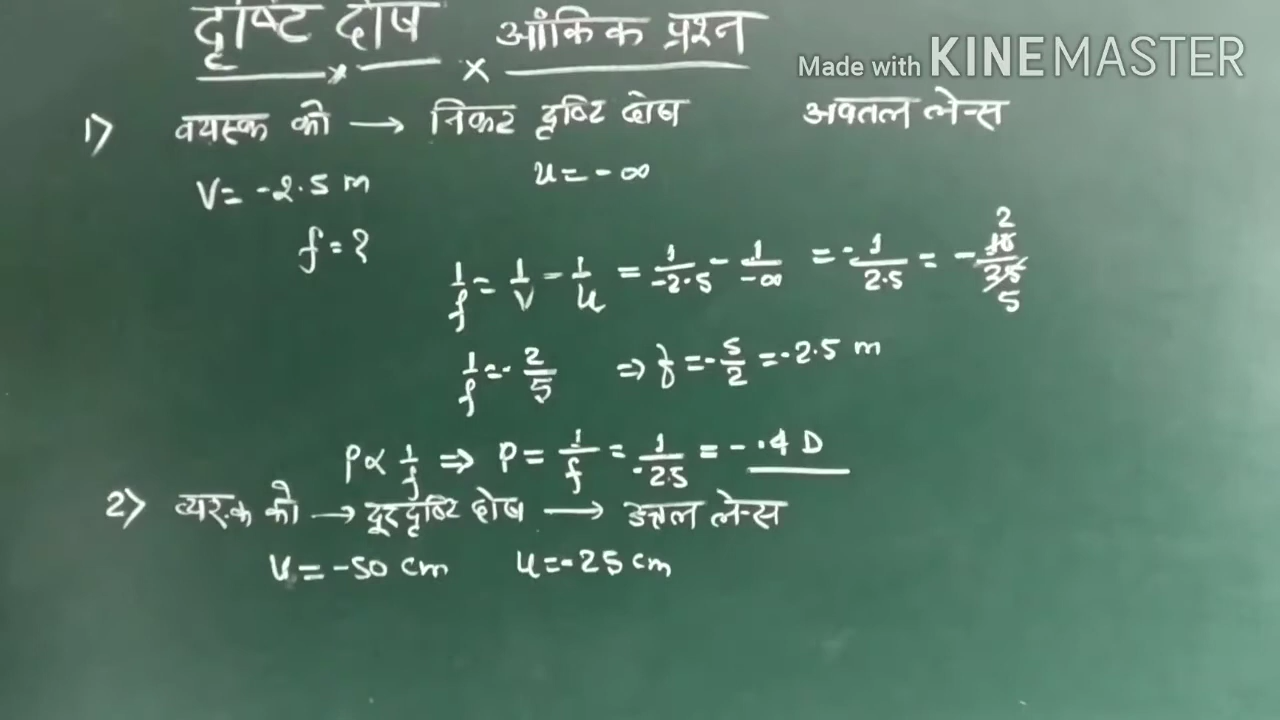 दृष्टि दोष आंकिक प्रश्न
Made with KINEMASTER
1) वयस्क को → निकट दृष्टि दोष अवतल लेन्स
V = -2.5 m u = -∞
f = ?
1/f = 1/V - 1/u = 1/-2.5 - 1/-∞ = -1/2.5 = -10/25 2/5
1/f = -2/5 ⇒ f = -5/2 = -2.5 m
P ∝ 1/f ⇒ P = 1/f = 1/-2.5 = -.4 D
2) व्यस्क को → दूर दृष्टि दोष → उत्तल लेन्स
V = -50 cm u = -25 cm